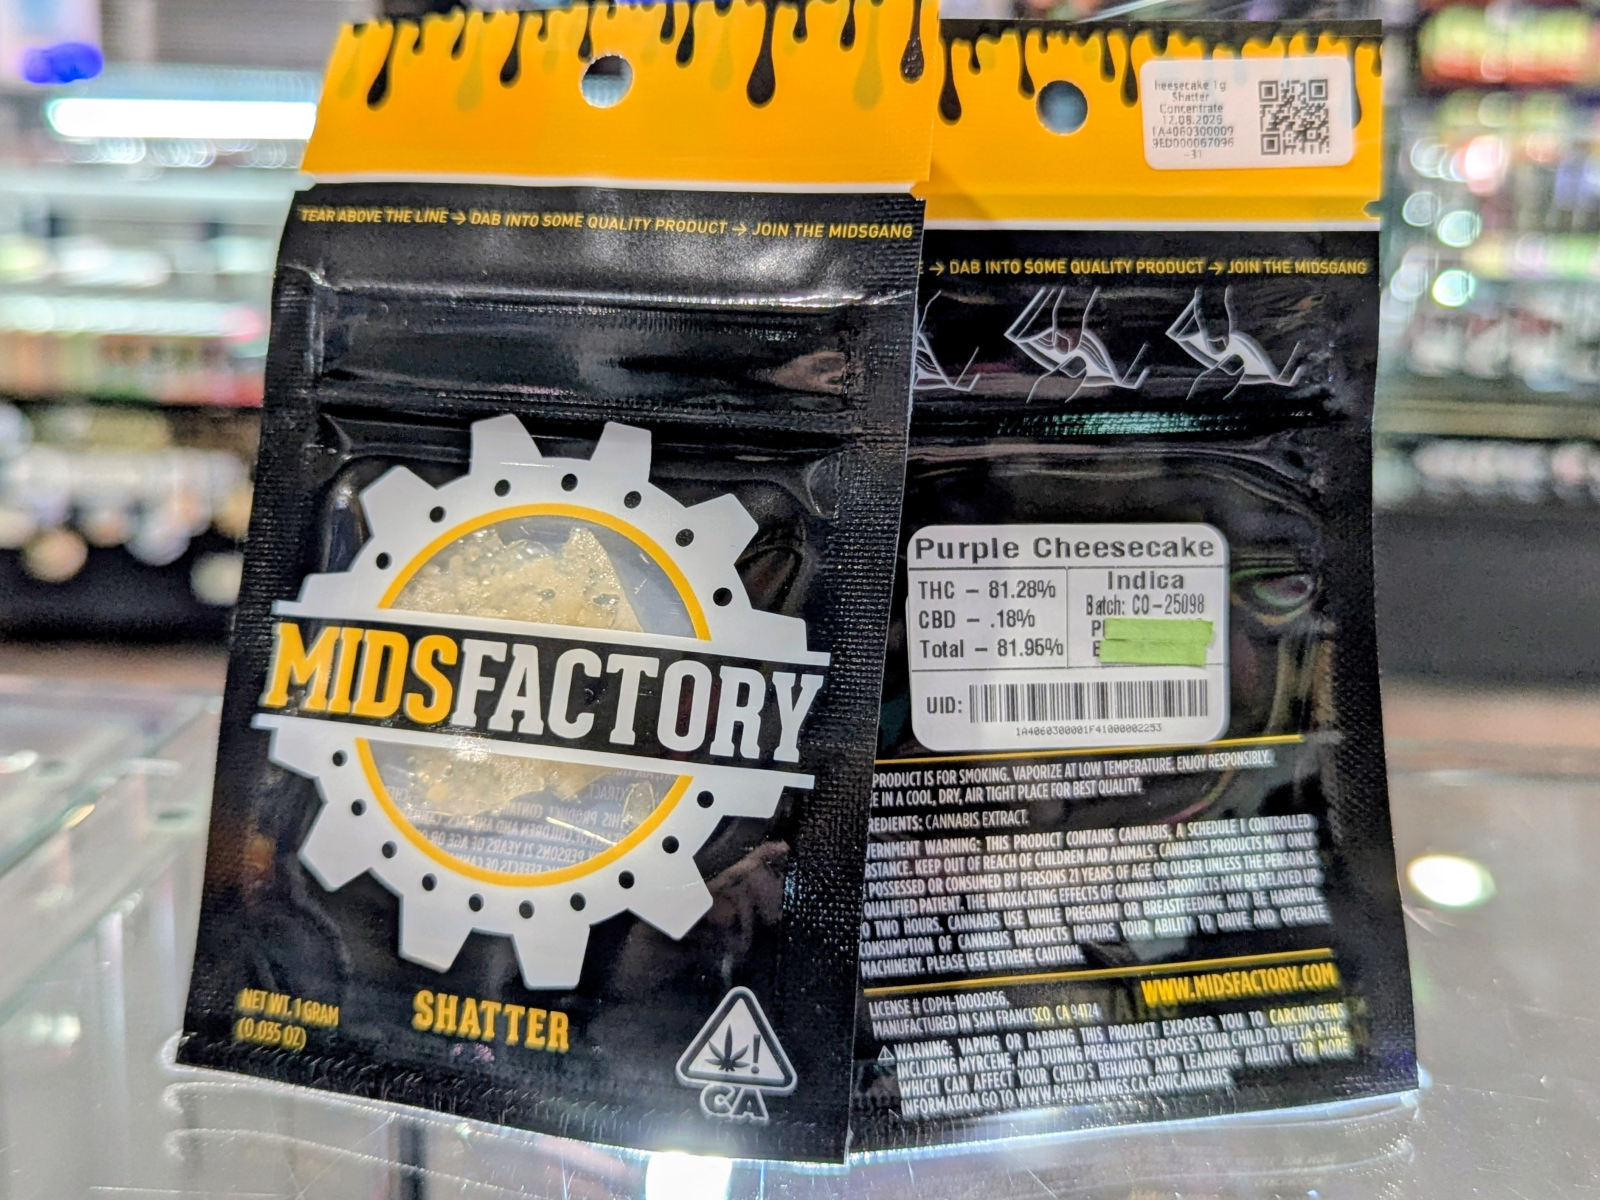 TEAR ABOVE THE LINE → DAB INTO SOME QUALITY PRODUCT → JOIN THE MIDSGANG
MIDSFACTORY
NET WT. 1 GRAM
(0.035 OZ)
SHATTER
CA
heesecake 1g
Shatter
Concentrate
1A4060300009
9ED000067096
-31
→ DAB INTO SOME QUALITY PRODUCT → JOIN THE MIDSGANG
Purple Cheesecake
THC - 81.28%
CBD - .18%
Total - 81.95%
Indica
Batch: CO-25098
UID:
1A4060300001F41000002253
PRODUCT IS FOR SMOKING. VAPORIZE AT LOW TEMPERATURE. ENJOY RESPONSIBLY.
E IN A COOL, DRY, AIR TIGHT PLACE FOR BEST QUALITY.
REDIENTS: CANNABIS EXTRACT.
ERNMENT WARNING: THIS PRODUCT CONTAINS CANNABIS, A SCHEDULE I CONTROLLED
BSTANCE. KEEP OUT OF REACH OF CHILDREN AND ANIMALS. CANNABIS PRODUCTS MAY ONLY
POSSESSED OR CONSUMED BY PERSONS 21 YEARS OF AGE OR OLDER UNLESS THE PERSON IS
QUALIFIED PATIENT. THE INTOXICATING EFFECTS OF CANNABIS PRODUCTS MAY BE DELAYED UP
O TWO HOURS. CANNABIS USE WHILE PREGNANT OR BREASTFEEDING MAY BE HARMFUL.
ONSUMPTION OF CANNABIS PRODUCTS IMPAIRS YOUR ABILITY TO DRIVE AND OPERATE
MACHINERY. PLEASE USE EXTREME CAUTION.
WWW.MIDSFACTORY.COM
LICENSE # CDPH-10002056.
MANUFACTURED IN SAN FRANCISCO, CA 94124
WARNING: VAPING OR DABBING THIS PRODUCT EXPOSES YOU TO CARCINOGENS
INCLUDING MYRCENE, AND DURING PREGNANCY EXPOSES YOUR CHILD TO DELTA-9-THC,
WHICH CAN AFFECT YOUR CHILD'S BEHAVIOR AND LEARNING ABILITY. FOR MORE
INFORMATION GO TO WWW.P65WARNINGS.CA.GOV/CANNABIS